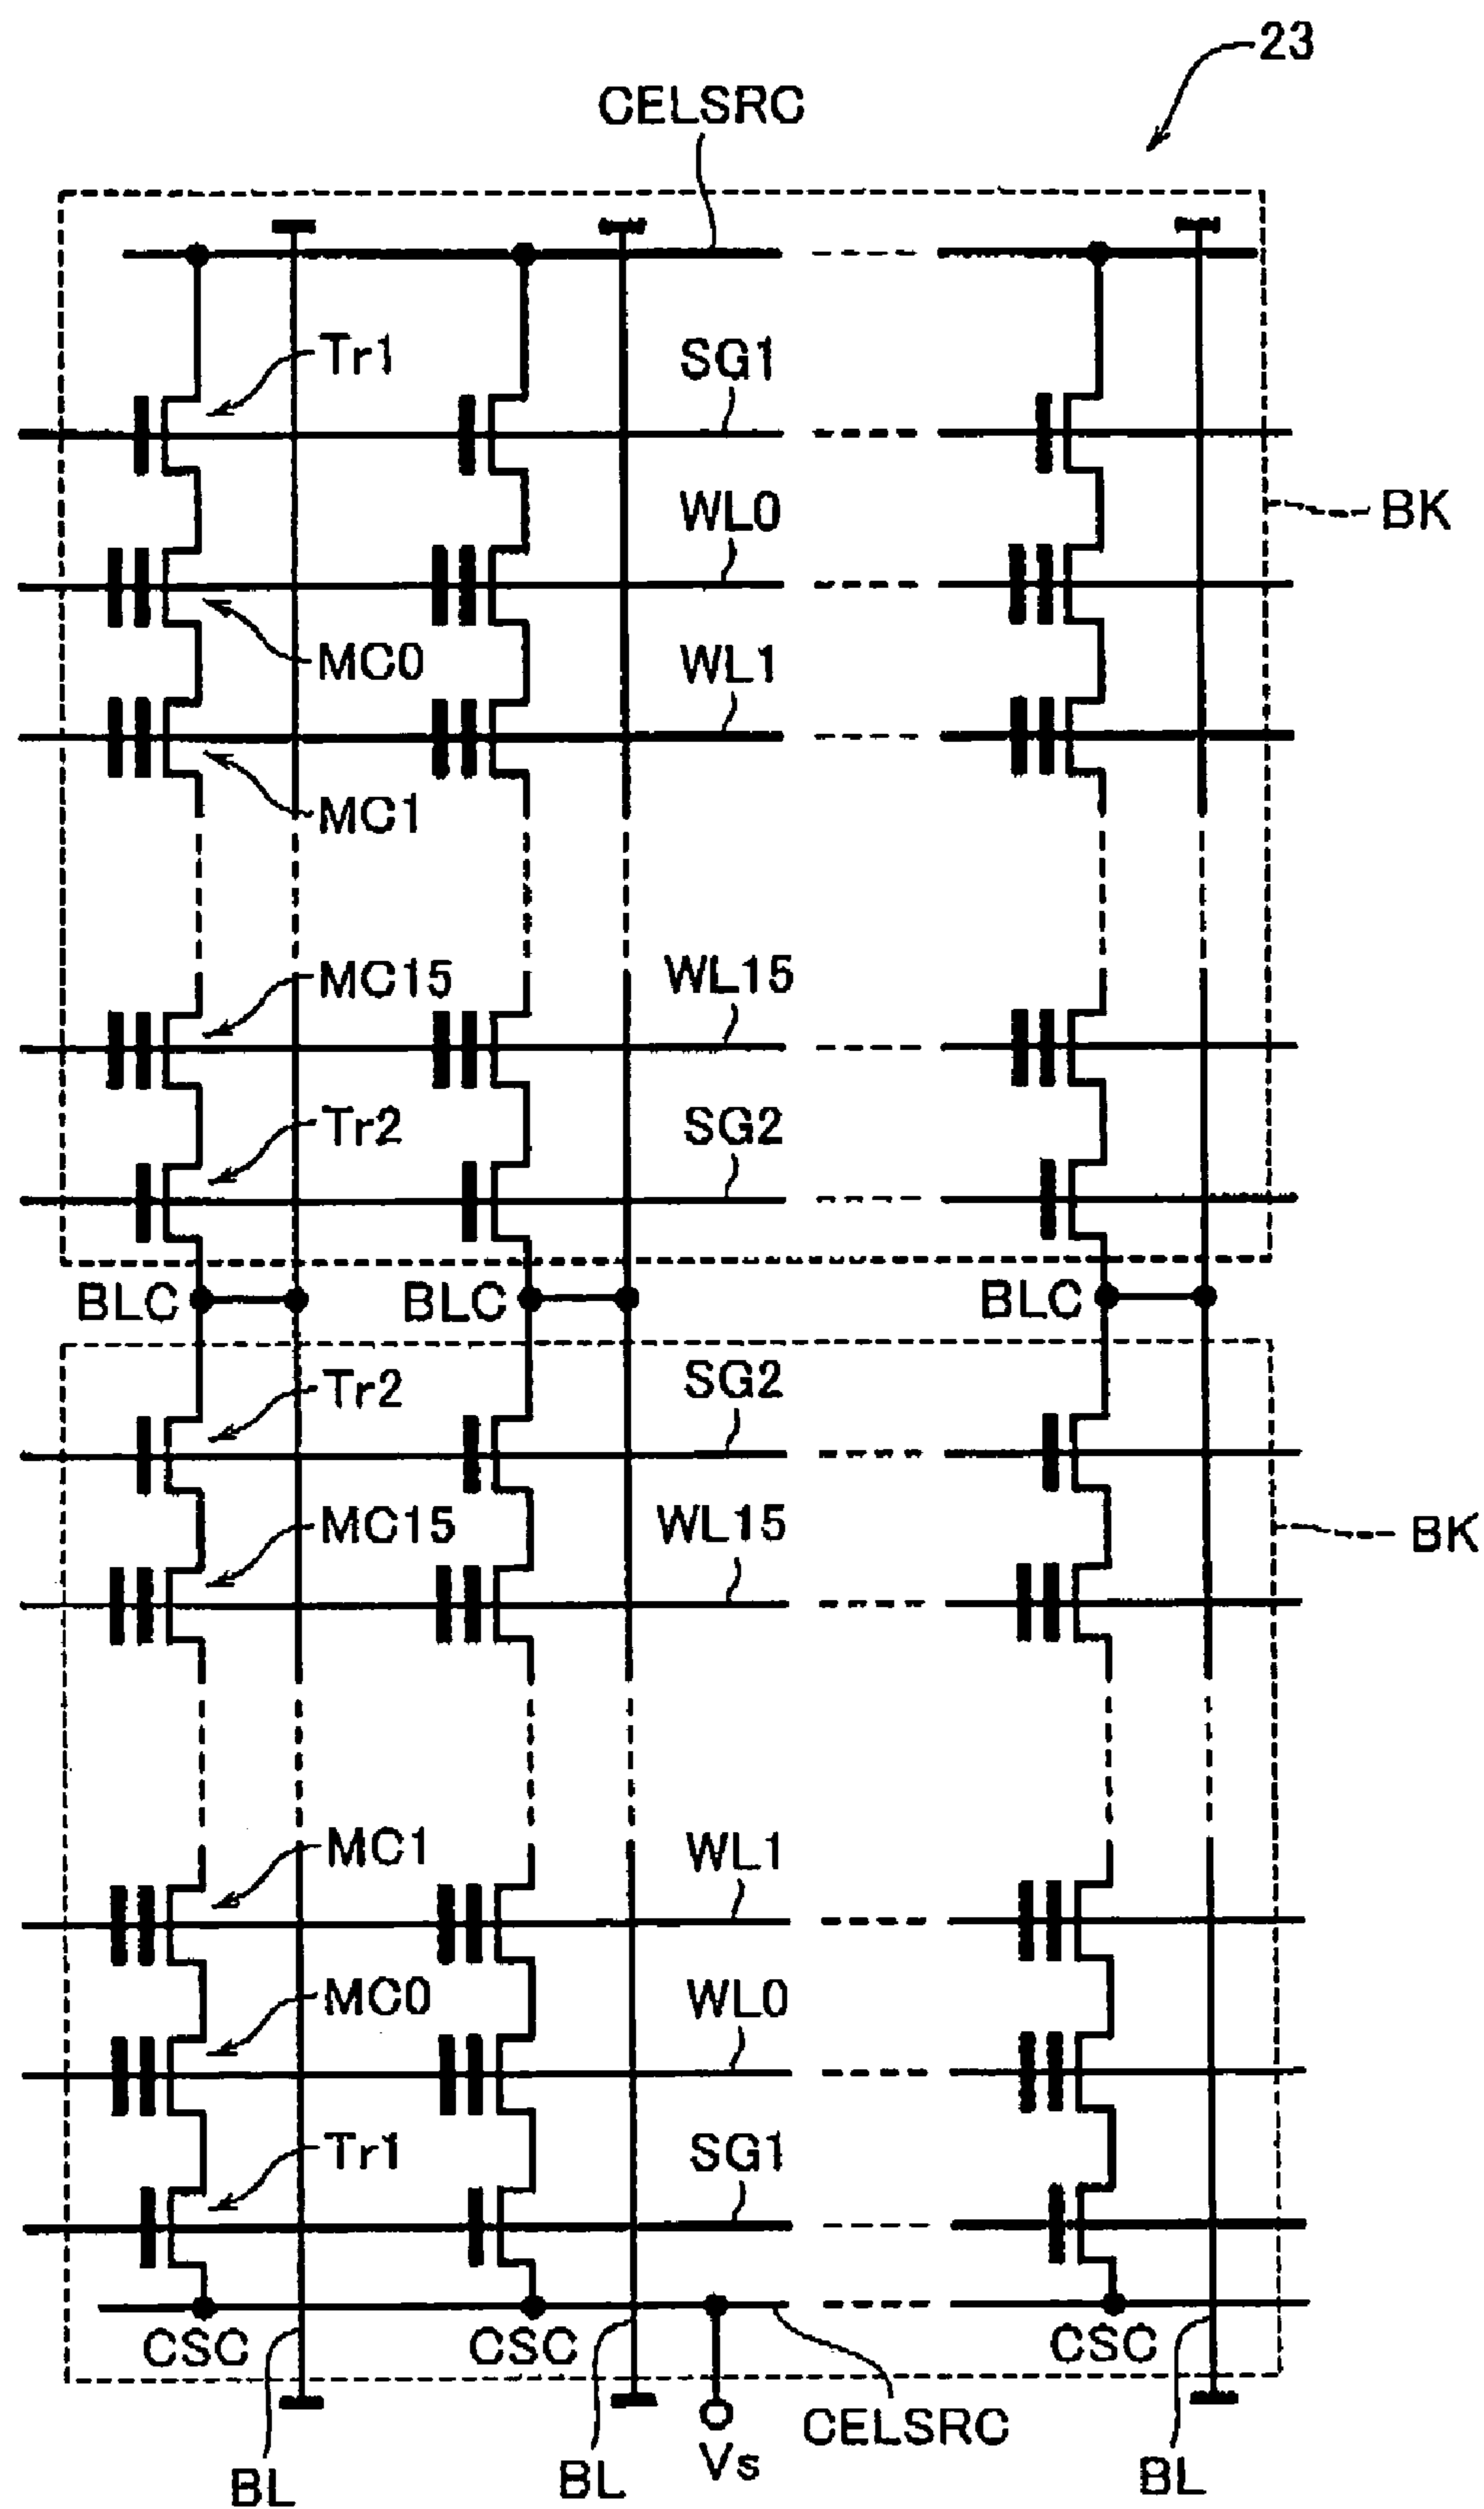 23
CELSRC
Tr1
SG1
WL0
BK
MC0
WL1
MC1
MC15
WL15
Tr2
SG2
BLC
BLC
BLC
Tr2
SG2
MC15
WL15
BK
MC1
WL1
MC0
WL0
Tr1
SG1
CSC
CSC
CSC
CELSRC
Vs
BL
BL
BL